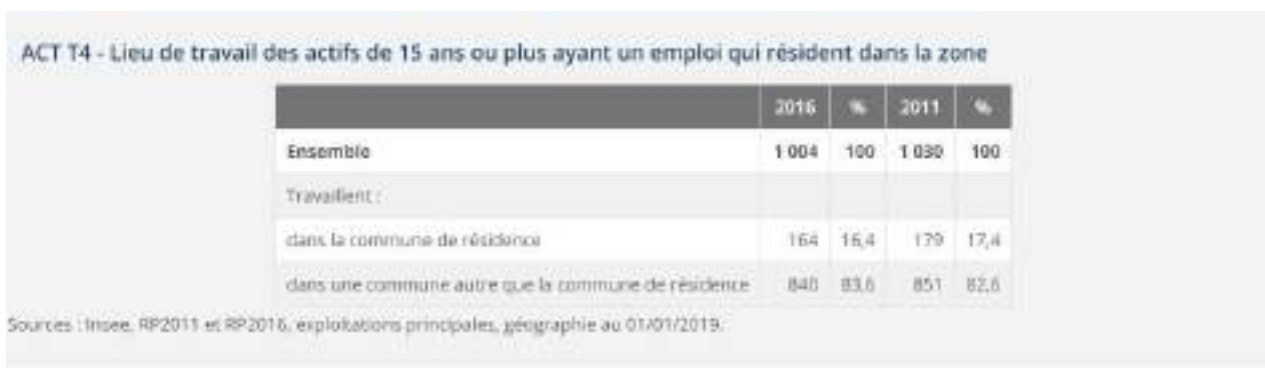 ACT T4 - Lieu de travail des actifs de 15 ans ou plus ayant un emploi qui résident dans la zone
2016 % 2011 %
Ensemble 1 004 100 1 030 100
Travaillent :
dans la commune de résidence 164 16,4 179 17,4
dans une commune autre que la commune de résidence 840 83,6 851 82,6
Sources : Insee, RP2011 et RP2016, exploitations principales, géographie au 01/01/2019.